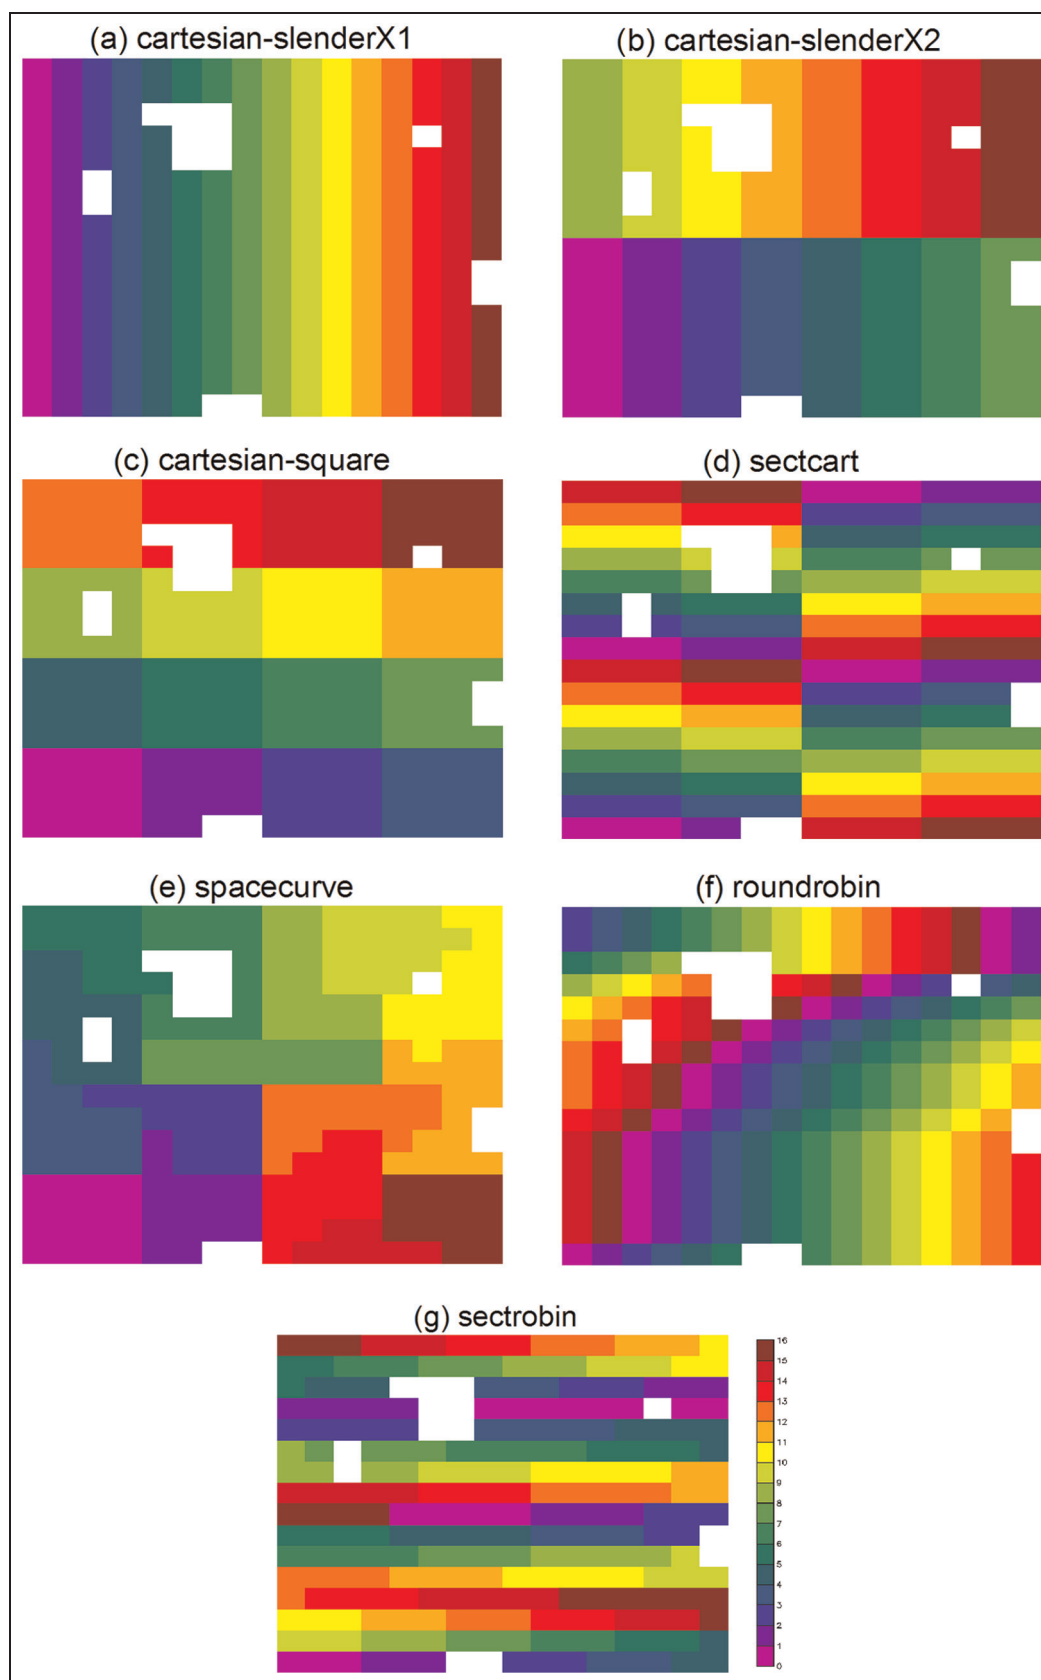 (a) cartesian-slenderX1
(b) cartesian-slenderX2
(c) cartesian-square
(d) sectcart
(e) spacecurve
(f) roundrobin
(g) sectrobin
16
15
14
13
12
11
10
9
8
7
6
5
4
3
2
1
0